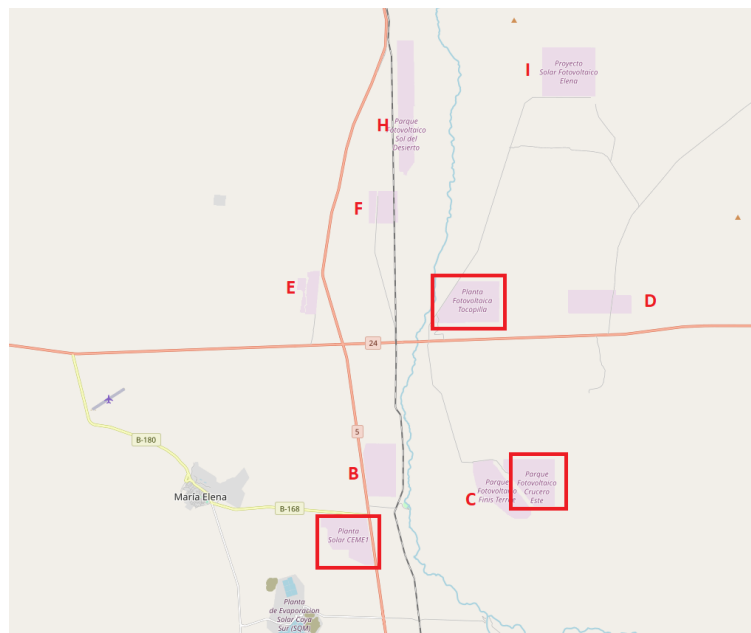 I
Proyecto
Solar Fotovoltaico
Elena
H
Parque
Fotovoltaico
Sol del
Desierto
F
E
Planta
Fotovoltaica
Tocopilla
D
24
5
B-180
B
María Elena
B-168
C
Parque
Fotovoltaico
Finis Terrae
Parque
Fotovoltaico
Crucero
Este
Planta
Solar CEME1
Planta
de Evaporacion
Solar Coya
Sur (SQM)